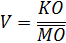 V = KO / MO